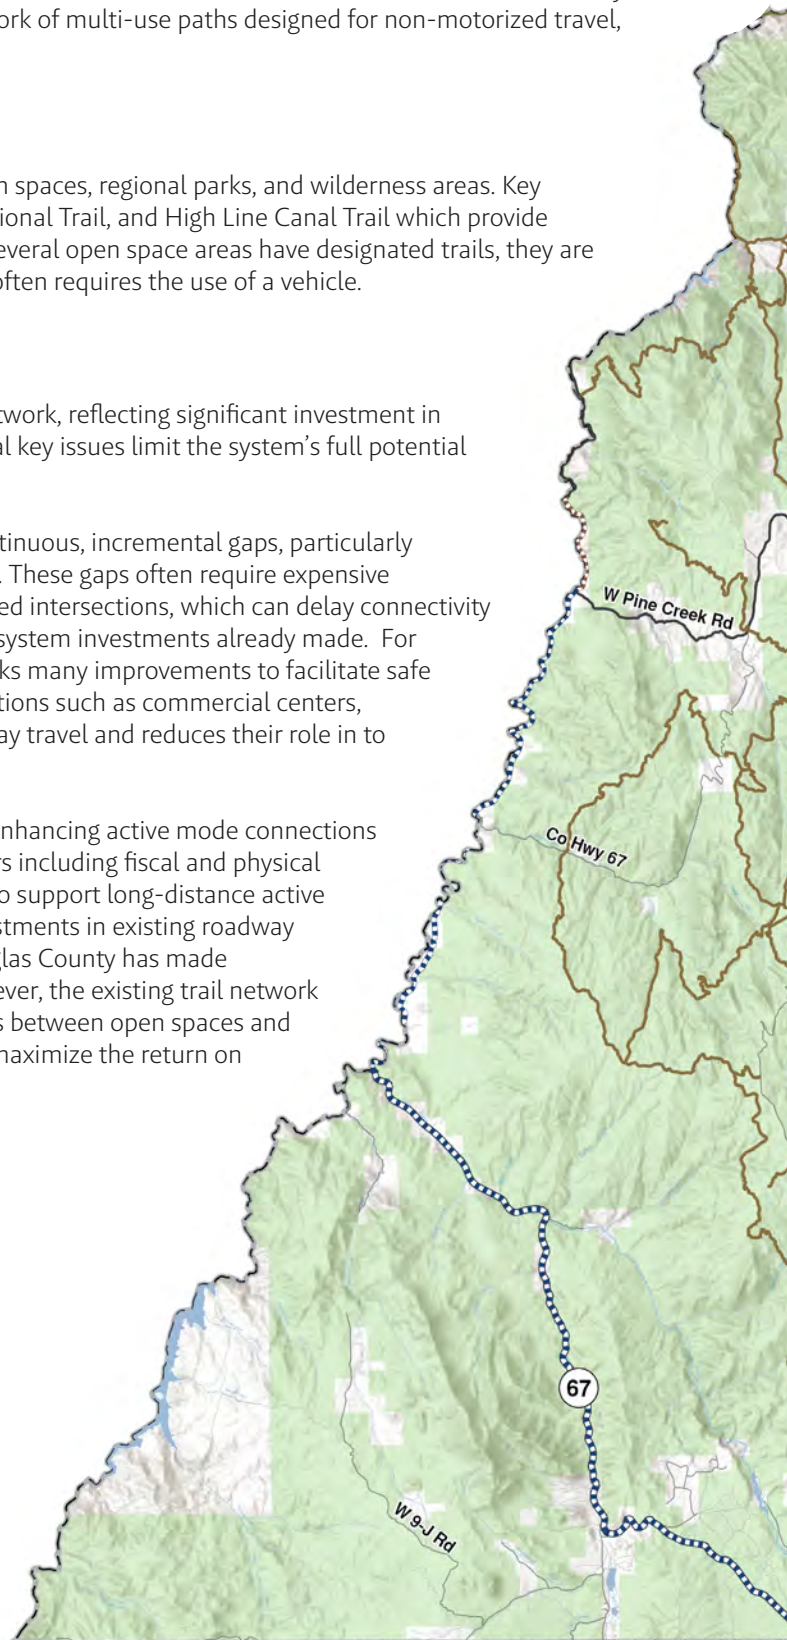 ork of multi-use paths designed for non-motorized travel,
n spaces, regional parks, and wilderness areas. Key
ional Trail, and High Line Canal Trail which provide
everal open space areas have designated trails, they are
often requires the use of a vehicle.
twork, reflecting significant investment in
al key issues limit the system's full potential
tinuous, incremental gaps, particularly
. These gaps often require expensive
ed intersections, which can delay connectivity
system investments already made. For
ks many improvements to facilitate safe
tions such as commercial centers,
ay travel and reduces their role in to
enhancing active mode connections
rs including fiscal and physical
o support long-distance active
stments in existing roadway
glas County has made
ever, the existing trail network
s between open spaces and
maximize the return on
W Pine Creek Rd
Co Hwy 67
67
W 9-J Rd